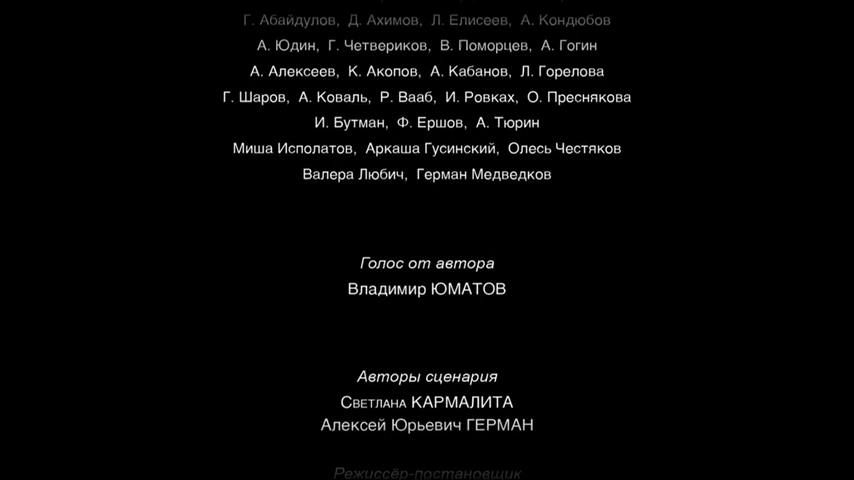 Г. Абайдулов, Д. Ахимов, Л. Елисеев, А. Кондюбов
А. Юдин, Г. Четвериков, В. Поморцев, А. Гогин
А. Алексеев, К. Акопов, А. Кабанов, Л. Горелова
Г. Шаров, А. Коваль, Р. Вааб, И. Ровках, О. Преснякова
И. Бутман, Ф. Ершов, А. Тюрин
Миша Исполатов, Аркаша Гусинский, Олесь Честяков
Валера Любич, Герман Медведков
Голос от автора
Владимир ЮМАТОВ
Авторы сценария
Светлана КАРМАЛИТА
Алексей Юрьевич ГЕРМАН
Режиссёр-постановщик